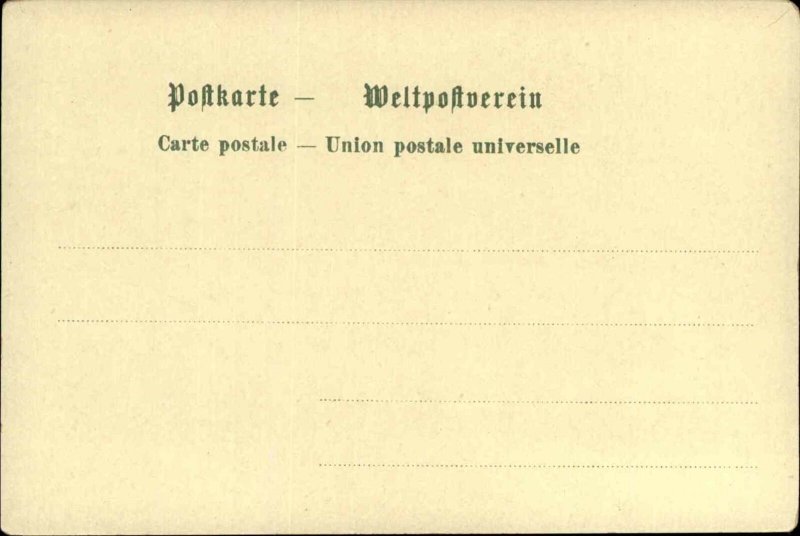 Postkarte — Weltpostverein
Carte postale — Union postale universelle